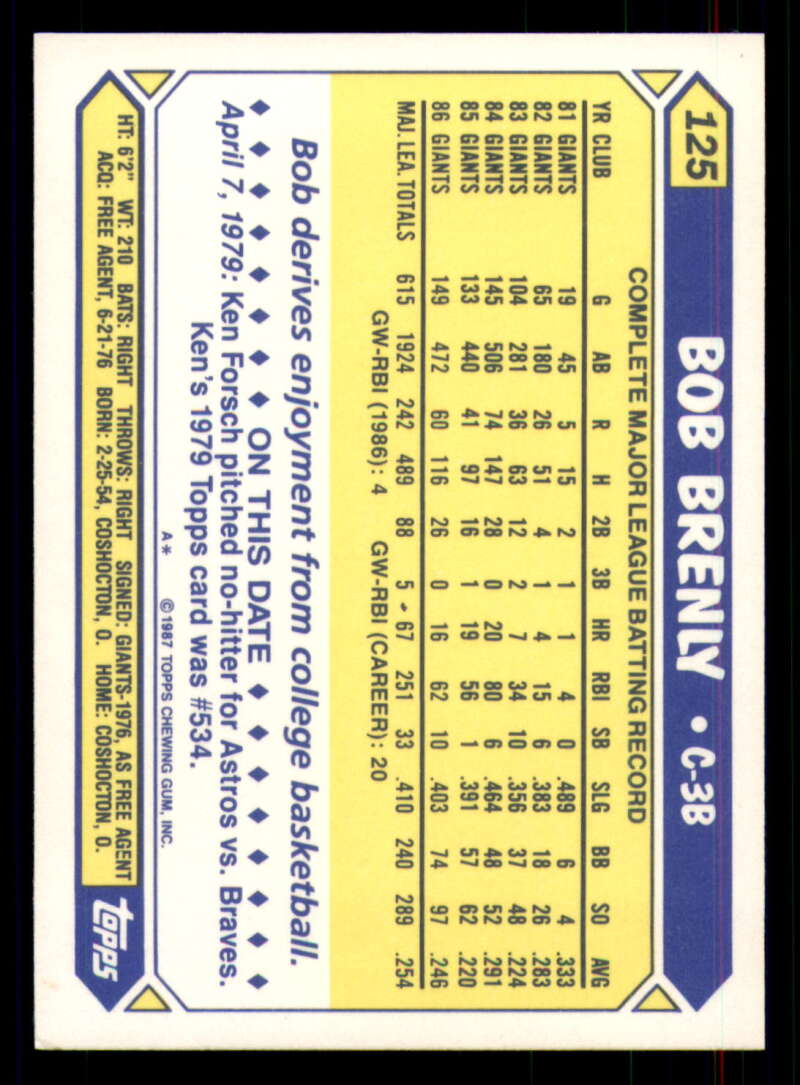 125 BOB BRENLY • C-3B
COMPLETE MAJOR LEAGUE BATTING RECORD
YR CLUB G AB R H 2B 3B HR RBI SB SLG BB SO AVG
81 GIANTS 19 45 5 15 2 1 1 4 0 .489 6 4 .333
82 GIANTS 65 180 26 51 4 1 4 15 6 .383 18 26 .283
83 GIANTS 104 281 36 63 12 2 7 34 10 .356 37 48 .224
84 GIANTS 145 506 74 147 28 0 20 80 6 .464 48 52 .291
85 GIANTS 133 440 41 97 16 1 19 56 1 .391 57 62 .220
86 GIANTS 149 472 60 116 26 0 16 62 10 .403 74 97 .246
MAJ. LEA. TOTALS 615 1924 242 489 88 5 67 251 33 .410 240 289 .254
GW-RBI (1986): 4 GW-RBI (CAREER): 20
Bob derives enjoyment from college basketball.
◆ ◆ ◆ ◆ ◆ ◆ ◆ ◆ ON THIS DATE ◆ ◆ ◆ ◆ ◆ ◆ ◆ ◆
April 7, 1979: Ken Forsch pitched no-hitter for Astros vs. Braves.
Ken's 1979 Topps card was #534.
A* ©1987 TOPPS CHEWING GUM, INC.
HT: 6'2" WT: 210 BATS: RIGHT THROWS: RIGHT SIGNED: GIANTS-1976, AS FREE AGENT
ACQ: FREE AGENT, 6-21-76 BORN: 2-25-54, COSHOCTON, O. HOME: COSHOCTON, O.
topps